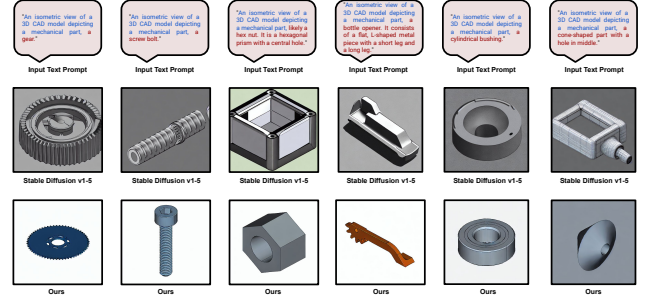 "An isometric view of a
3D CAD model depicting
a mechanical part, a
gear."
"An isometric view of a
3D CAD model depicting
a mechanical part, a
screw bolt."
"An isometric view of a
3D CAD model depicting
a mechanical part, likely a
hex nut. It is a hexagonal
prism with a central hole."
"An isometric view of a
3D CAD model depicting
a mechanical part, a
bottle opener. It consists
of a flat, L-shaped metal
piece with a short leg and
a long leg."
"An isometric view of a
3D CAD model depicting
a mechanical part, a
cylindrical bushing."
"An isometric view of a
3D CAD model depicting
a mechanical part, a
cone-shaped part with a
hole in middle."
Input Text Prompt
Input Text Prompt
Input Text Prompt
Input Text Prompt
Input Text Prompt
Input Text Prompt
Stable Diffusion v1-5
Stable Diffusion v1-5
Stable Diffusion v1-5
Stable Diffusion v1-5
Stable Diffusion v1-5
Stable Diffusion v1-5
Ours
Ours
Ours
Ours
Ours
Ours